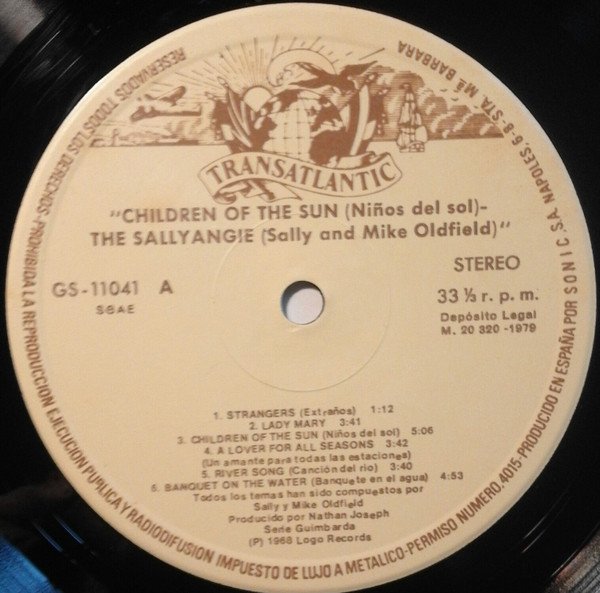 RESERVADOS TODOS LOS DERECHOS-PROHIBIDA LA REPRODUCCION EJECUCION PUBLICA Y RADIODIFUSION IMPUESTO DE LUJO A METALICO-PERMISO NUMERO, 4015-PRODUCIDO EN ESPAÑA POR SONIC S.A. NAPOLES, 6-8-STA Mª BARBARA
TRANSATLANTIC
"CHILDREN OF THE SUN (Niños del sol)-
THE SALLYANGIE (Sally and Mike Oldfield)"
STEREO
GS-11041 A
SGAE
33 ⅓ r. p. m.
Depósito Legal
M. 20 320 -1979
1. STRANGERS (Extraños) 1:12
2. LADY MARY 3:41
3. CHILDREN OF THE SUN (Niños del sol) 5:06
4. A LOVER FOR ALL SEASONS 3:42
(Un amante para todas las estaciones)
5. RIVER SONG (Canción del rio) 3:40
6. BANQUET ON THE WATER (Banquete en el agua) 4:53
Todos los temas han sido compuestos por
Sally y Mike Oldfield
Producido por Nathan Joseph
Serie Guimbarda
(P) 1968 Logo Records